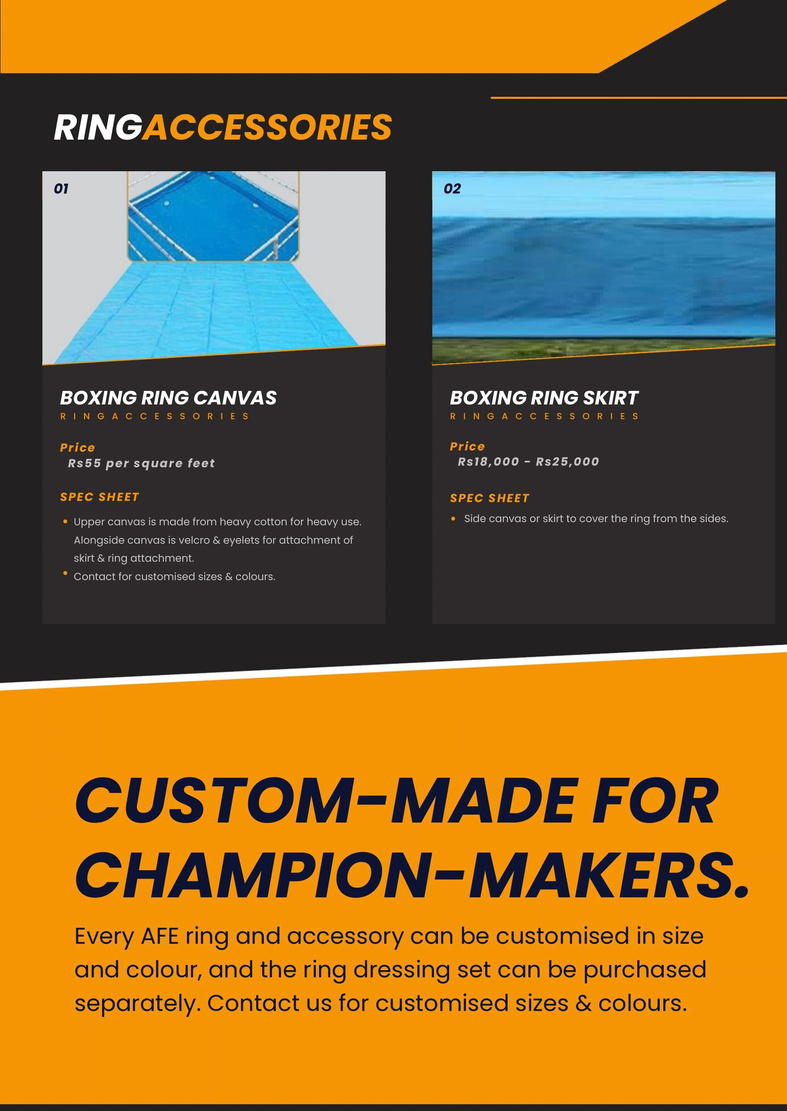 RINGACCESSORIES
01
BOXING RING CANVAS
RINGACCESSORIES
Price
Rs55 per square feet
SPEC SHEET
• Upper canvas is made from heavy cotton for heavy use.
Alongside canvas is velcro & eyelets for attachment of
skirt & ring attachment.
• Contact for customised sizes & colours.
02
BOXING RING SKIRT
RINGACCESSORIES
Price
Rs18,000 - Rs25,000
SPEC SHEET
• Side canvas or skirt to cover the ring from the sides.
CUSTOM-MADE FOR
CHAMPION-MAKERS.
Every AFE ring and accessory can be customised in size
and colour, and the ring dressing set can be purchased
separately. Contact us for customised sizes & colours.